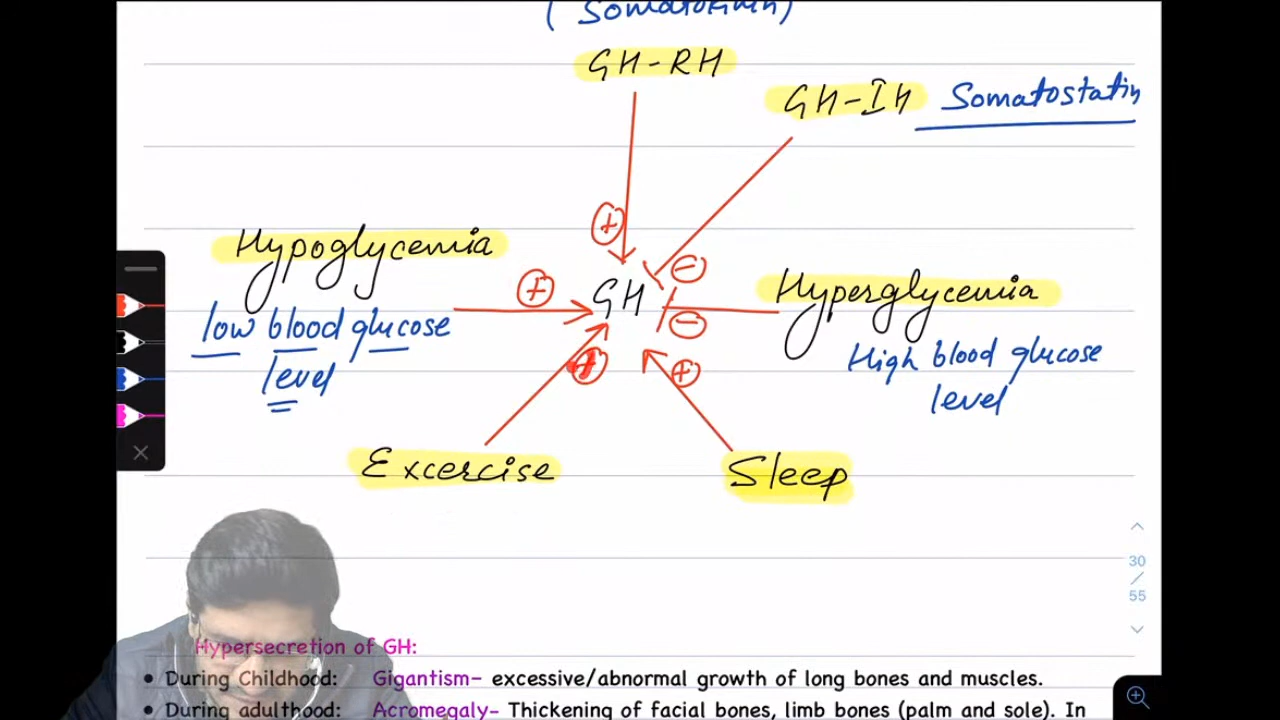 GH-RH
GH-IH Somatostatin
Hypoglycemia
low blood glucose
level
GH
Hyperglycemia
High blood glucose
level
Excercise
Sleep
30
/
55
Hypersecretion of GH:
• During Childhood: Gigantism- excessive/abnormal growth of long bones and muscles.
• During adulthood: Acromegaly- Thickening of facial bones, limb bones (palm and sole). In